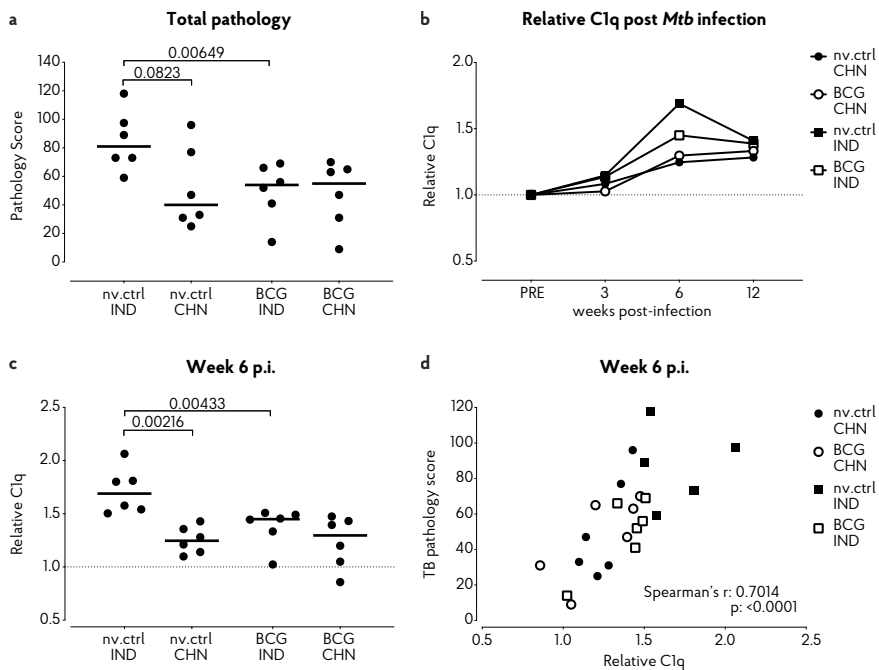 a
Total pathology
0.00649
0.0823
140
120
100
80
60
40
20
0
Pathology Score
nv.ctrl
IND
nv.ctrl
CHN
BCG
IND
BCG
CHN
b
Relative C1q post Mtb infection
2.0
1.5
1.0
0.5
Relative C1q
PRE
3
6
12
weeks post-infection
nv.ctrl
CHN
BCG
CHN
nv.ctrl
IND
BCG
IND
c
Week 6 p.i.
0.00433
0.00216
2.5
2.0
1.5
1.0
0.5
Relative C1q
nv.ctrl
IND
nv.ctrl
CHN
BCG
IND
BCG
CHN
d
Week 6 p.i.
120
100
80
60
40
20
0
TB pathology score
Spearman's r: 0.7014
p: <0.0001
0.5
1.0
1.5
2.0
2.5
Relative C1q
nv.ctrl
CHN
BCG
CHN
nv.ctrl
IND
BCG
IND